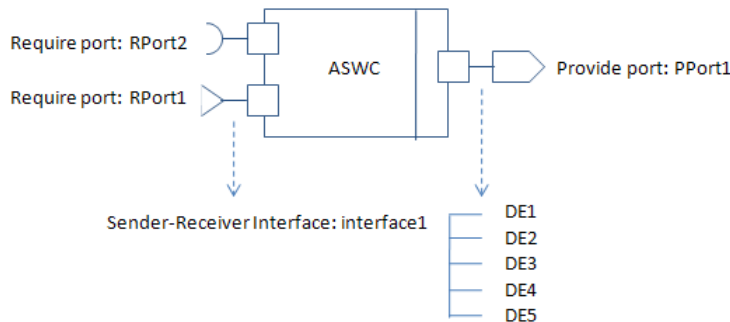 Require port: RPort2
ASWC
Provide port: PPort1
Require port: RPort1
Sender-Receiver Interface: interface1
DE1
DE2
DE3
DE4
DE5